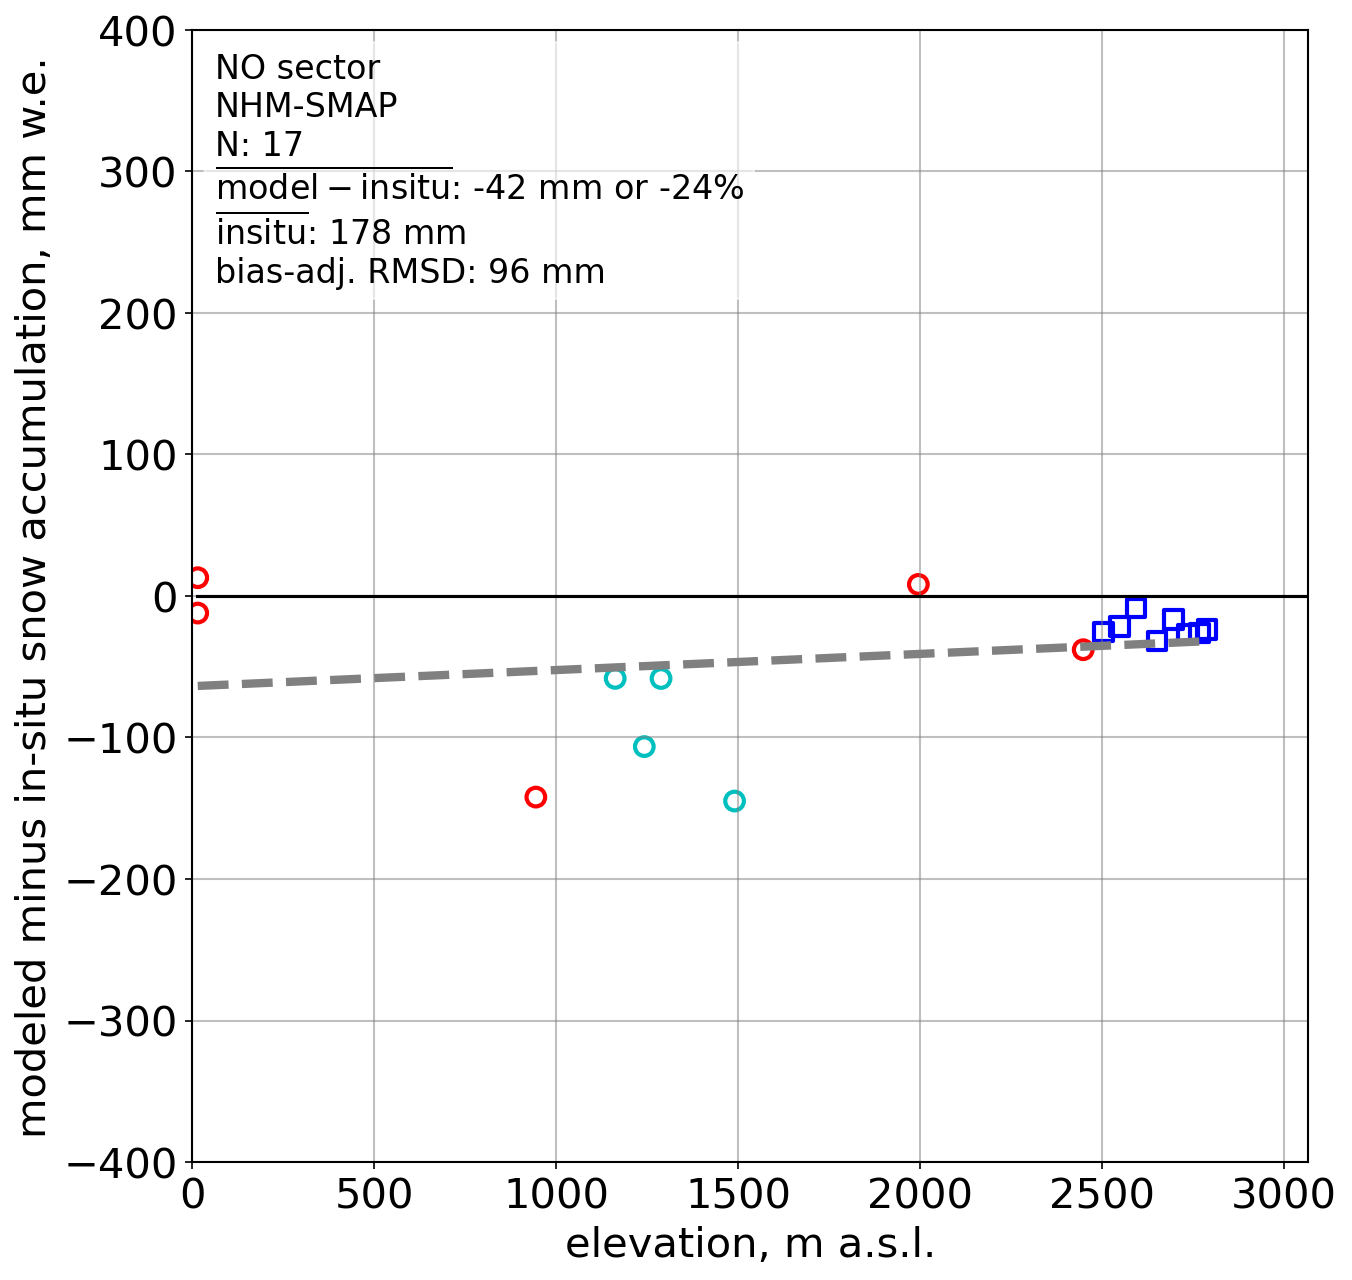 NO sector
NHM-SMAP
N: 17
model − insitu: -42 mm or -24%
insitu: 178 mm
bias-adj. RMSD: 96 mm
modeled minus in-situ snow accumulation, mm w.e.
400
300
200
100
0
−100
−200
−300
−400
0 500 1000 1500 2000 2500 3000
elevation, m a.s.l.